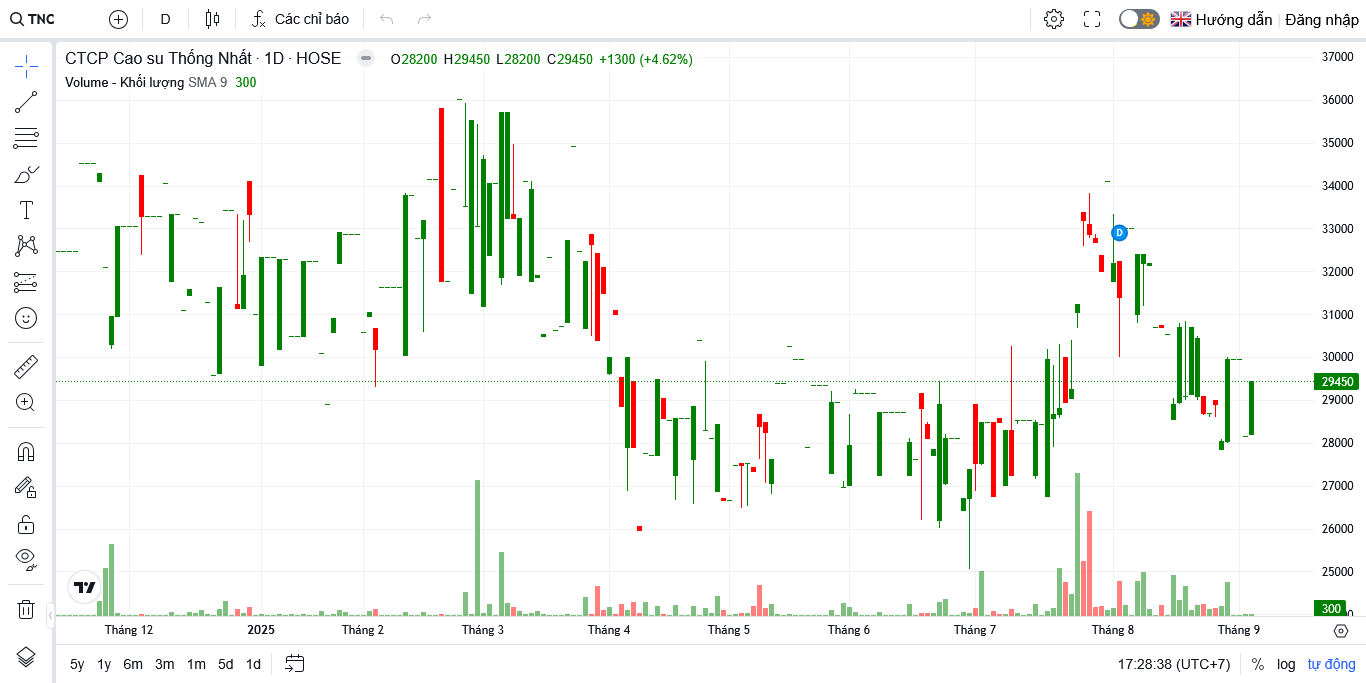 TNC D Các chỉ báo Hướng dẫn Đăng nhập
CTCP Cao su Thống Nhất · 1D · HOSE O28200 H29450 L28200 C29450 +1300 (+4.62%)
Volume - Khối lượng SMA 9 300
37000
36000
35000
34000
33000
32000
31000
30000
29450
29000
28000
27000
26000
25000
300
D
Tháng 12 2025 Tháng 2 Tháng 3 Tháng 4 Tháng 5 Tháng 6 Tháng 7 Tháng 8 Tháng 9
5y 1y 6m 3m 1m 5d 1d 17:28:38 (UTC+7) % log tự động